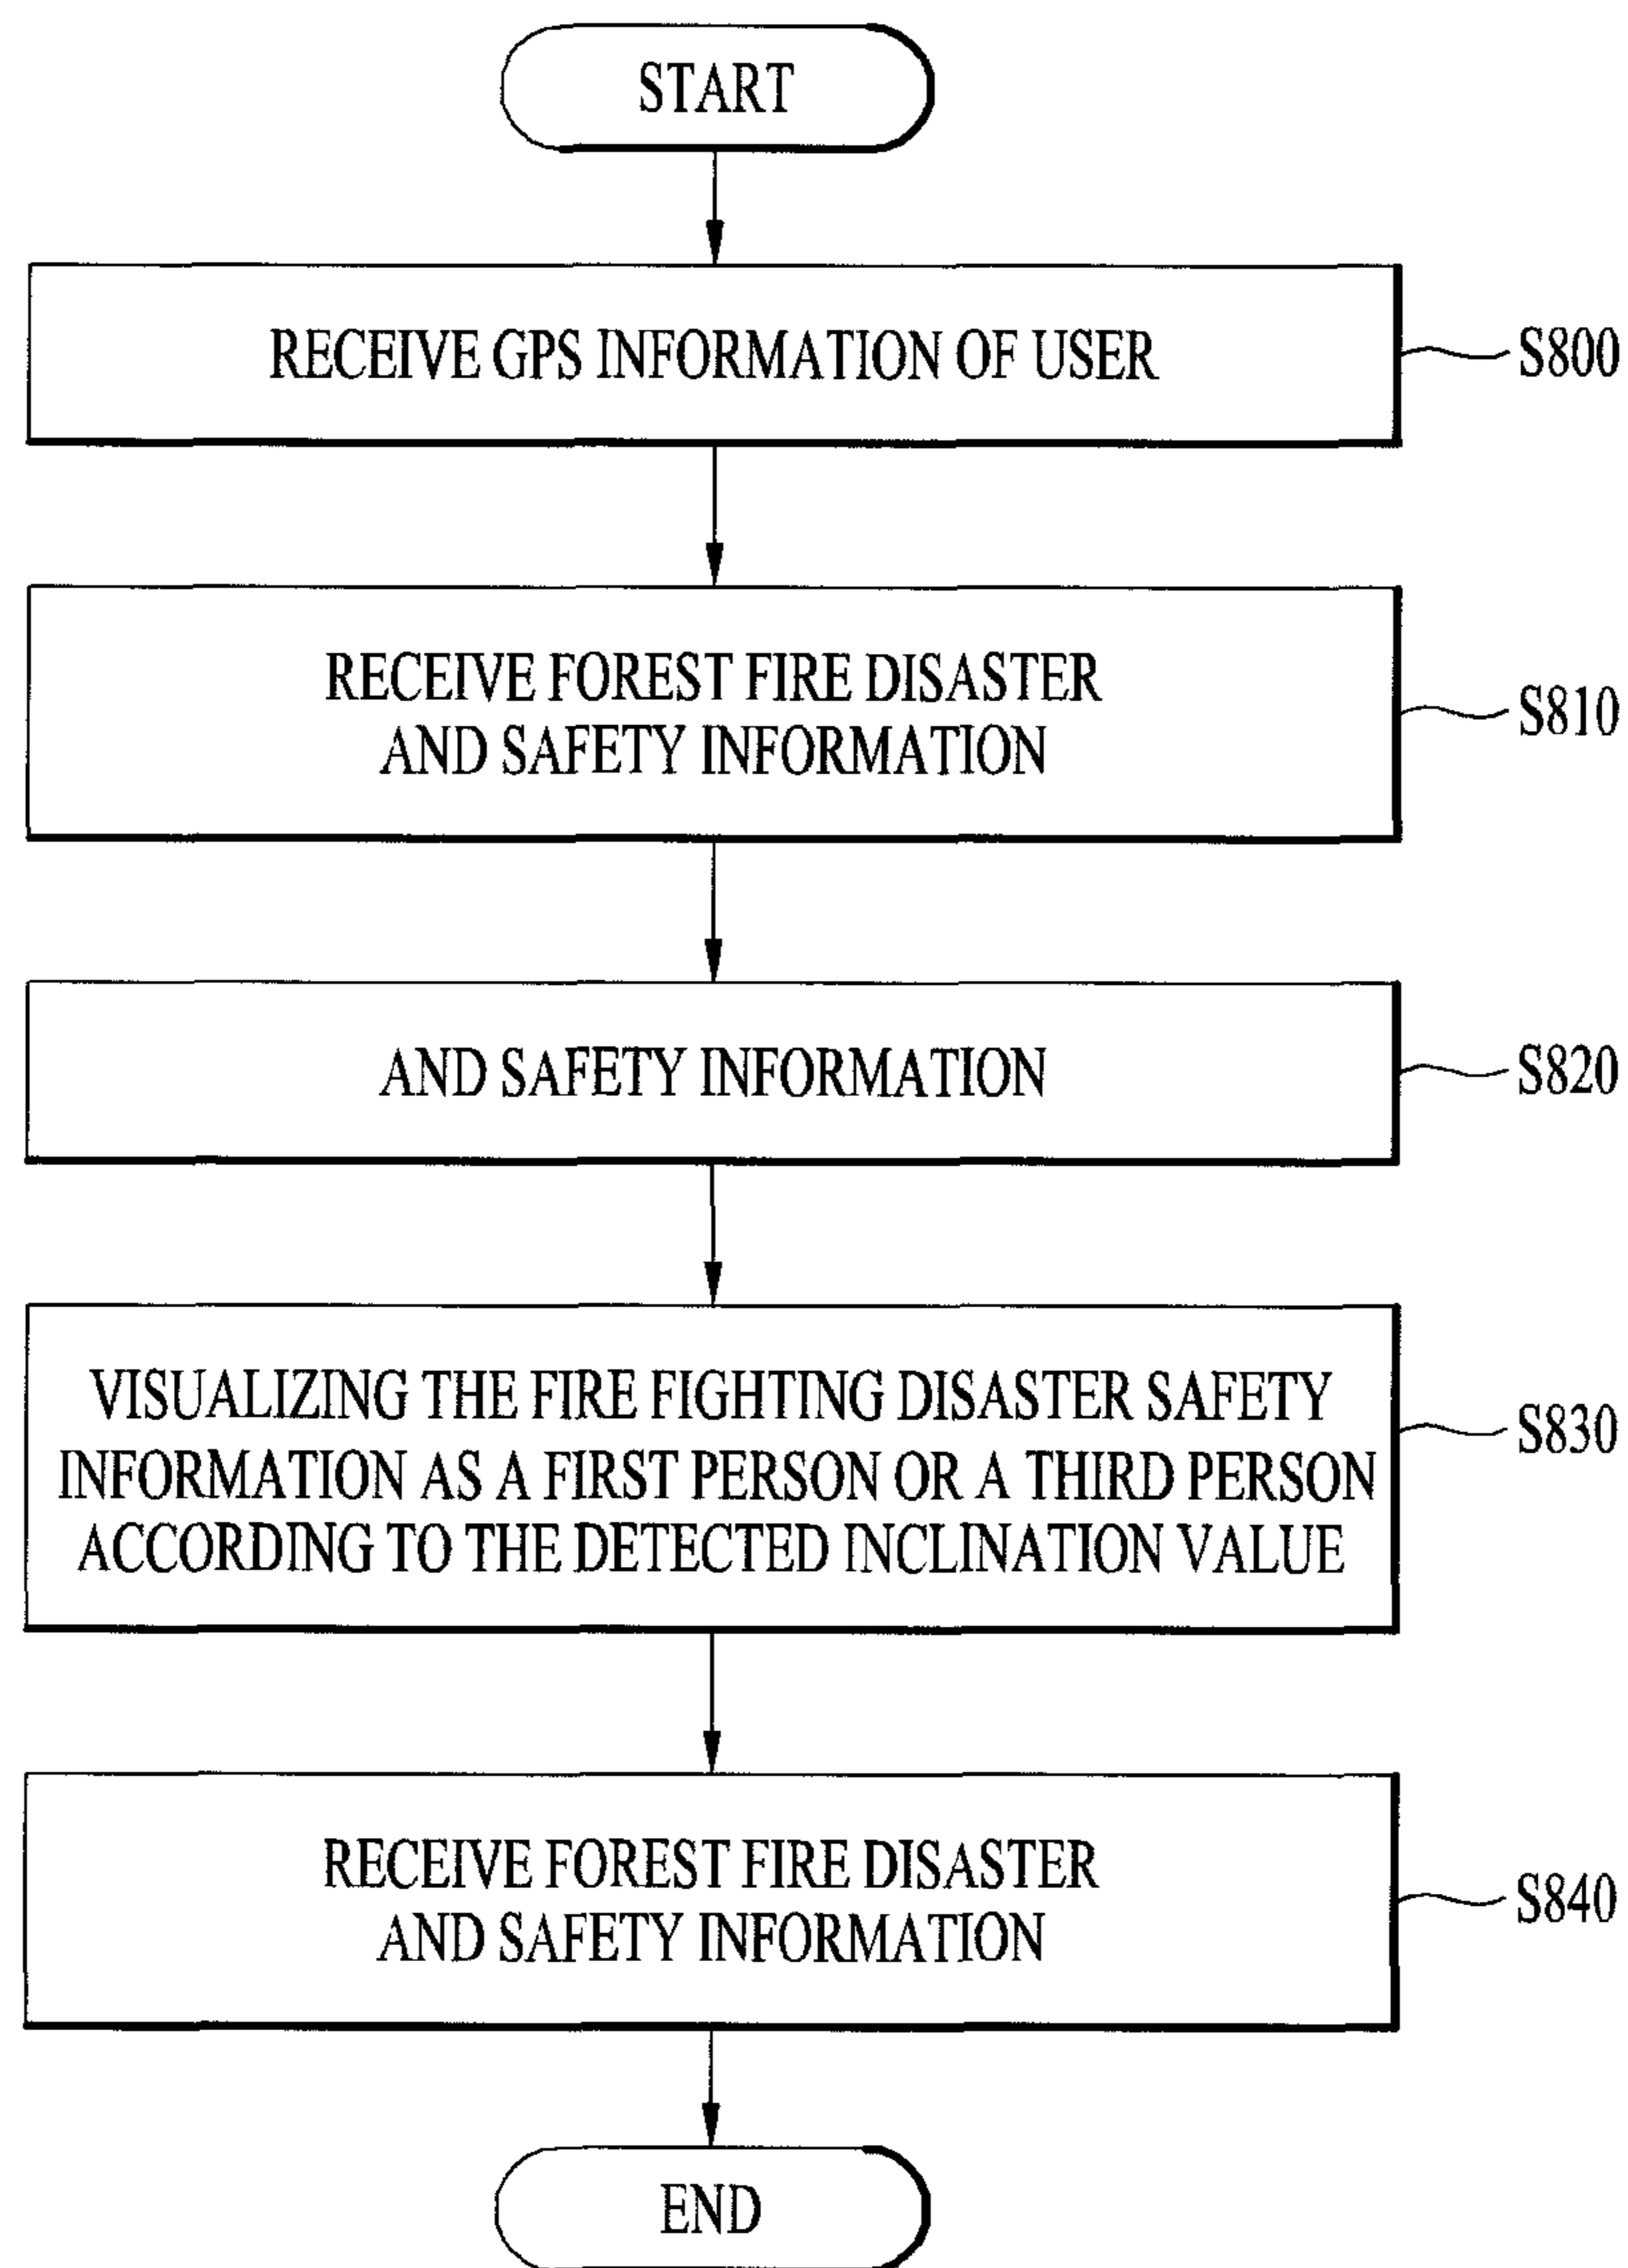 START
RECEIVE GPS INFORMATION OF USER
S800
RECEIVE FOREST FIRE DISASTER
AND SAFETY INFORMATION
S810
AND SAFETY INFORMATION
S820
VISUALIZING THE FIRE FIGHTING DISASTER SAFETY
INFORMATION AS A FIRST PERSON OR A THIRD PERSON
ACCORDING TO THE DETECTED INCLINATION VALUE
S830
RECEIVE FOREST FIRE DISASTER
AND SAFETY INFORMATION
S840
END